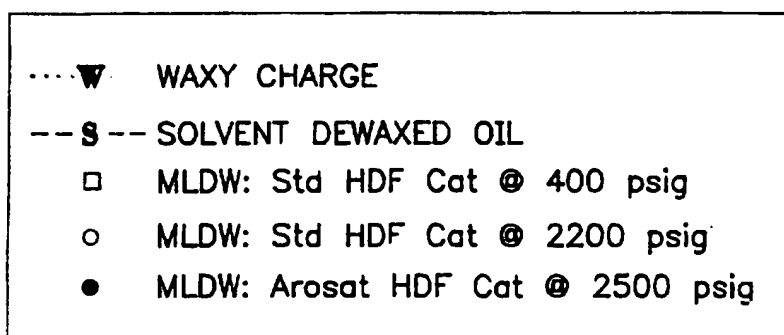 ····W· WAXY CHARGE
--S-- SOLVENT DEWAXED OIL
□ MLDW: Std HDF Cat @ 400 psig
○ MLDW: Std HDF Cat @ 2200 psig
● MLDW: Arosat HDF Cat @ 2500 psig